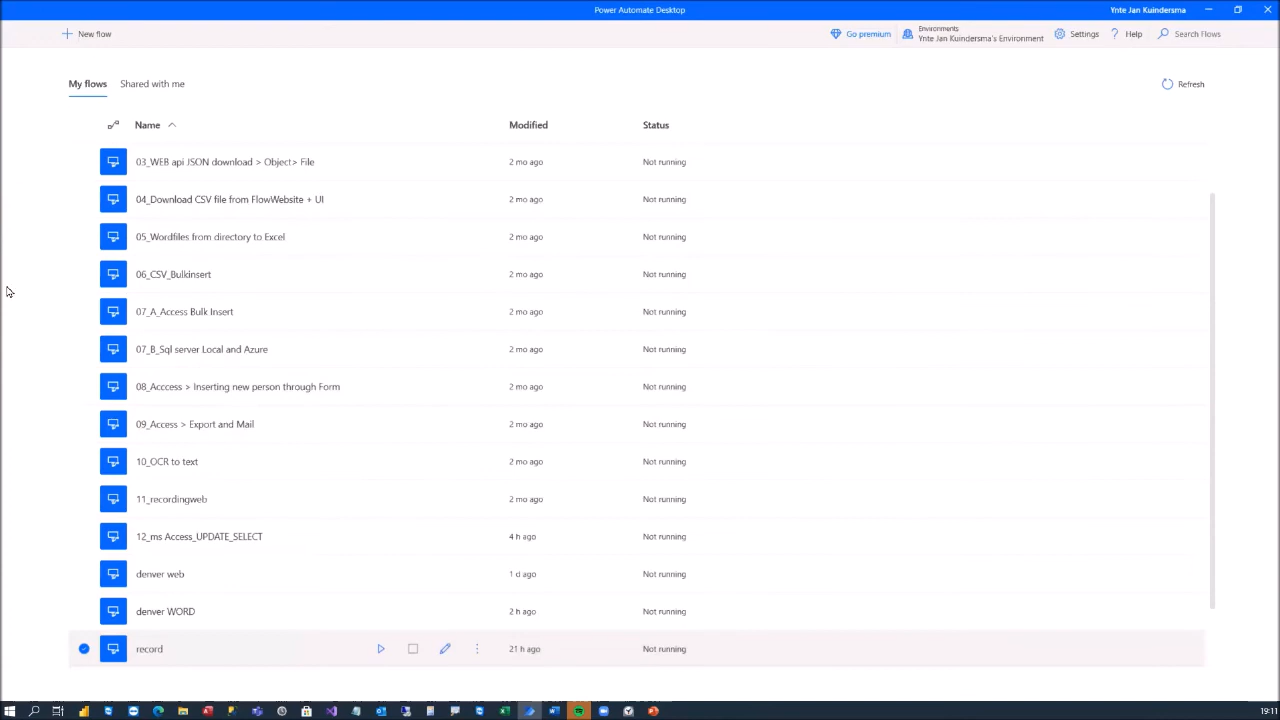 Power Automate Desktop
Ynte Jan Kuindersma
New flow
Go premium
Environments
Ynte Jan Kuindersma's Environment
Settings
Help
Search Flows
My flows
Shared with me
Refresh
Name
Modified
Status
03_WEB api JSON download > Object> File
2 mo ago
Not running
04_Download CSV file from FlowWebsite + UI
2 mo ago
Not running
05_Wordfiles from directory to Excel
2 mo ago
Not running
06_CSV_Bulkinsert
2 mo ago
Not running
07_A_Access Bulk Insert
2 mo ago
Not running
07_B_Sql server Local and Azure
2 mo ago
Not running
08_Acccess > Inserting new person through Form
2 mo ago
Not running
09_Access > Export and Mail
2 mo ago
Not running
10_OCR to text
2 mo ago
Not running
11_recordingweb
2 mo ago
Not running
12_ms Access_UPDATE_SELECT
4 h ago
Not running
denver web
1 d ago
Not running
denver WORD
2 h ago
Not running
record
21 h ago
Not running
19:11